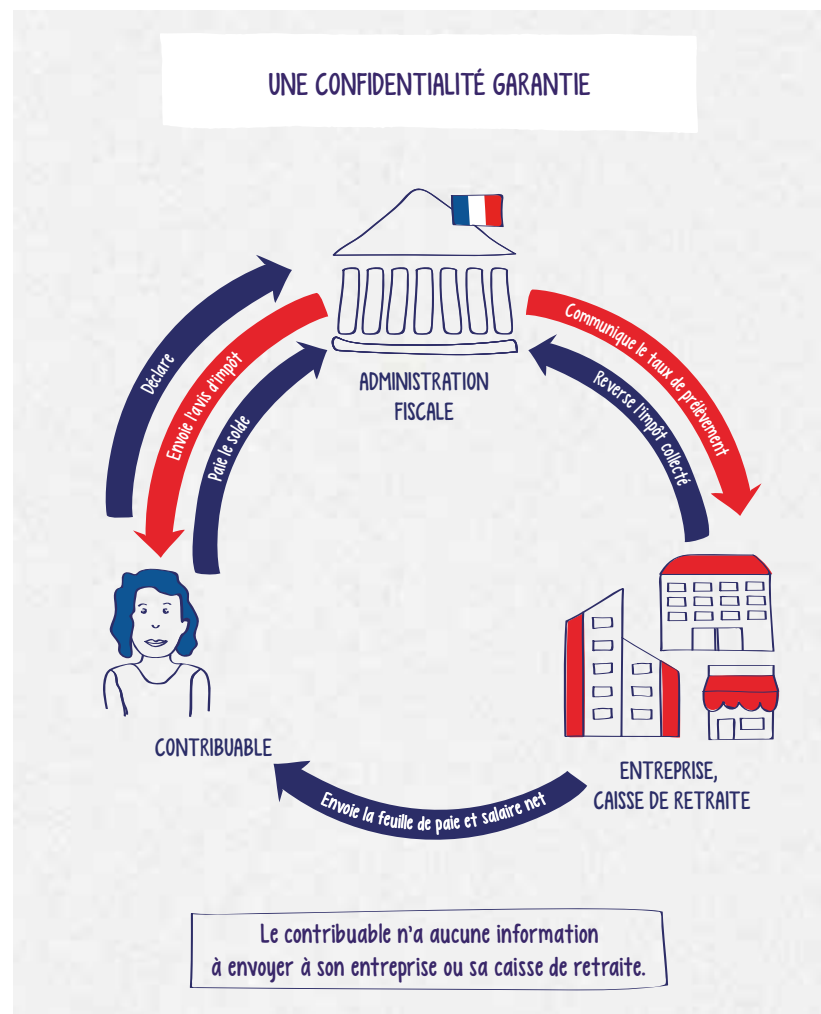 UNE CONFIDENTIALITÉ GARANTIE
ADMINISTRATION
FISCALE
Déclare
Envoie l'avis d'impôt
Paie le solde
Communique le taux de prélèvement
Reverse l'impôt collecté
CONTRIBUABLE
ENTREPRISE,
CAISSE DE RETRAITE
Envoie la feuille de paie et salaire net
Le contribuable n'a aucune information
à envoyer à son entreprise ou sa caisse de retraite.